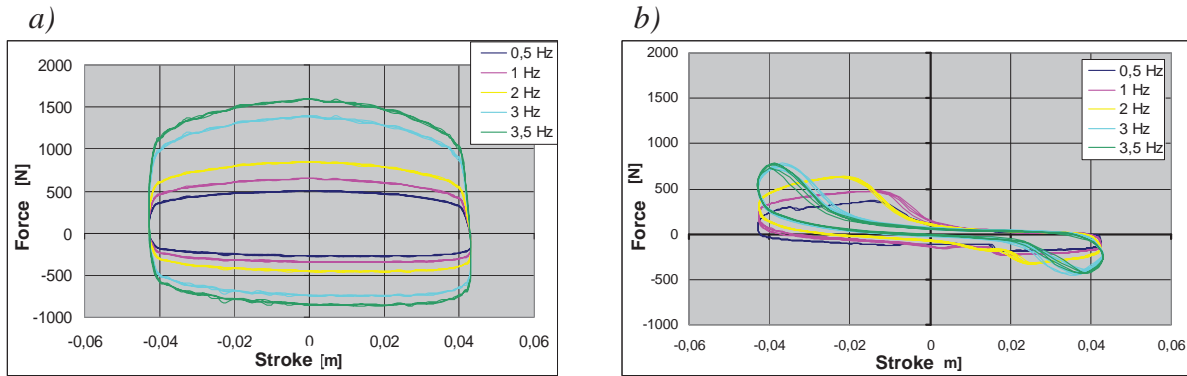 a)
0,5 Hz
1 Hz
2 Hz
3 Hz
3,5 Hz
2000
1500
1000
500
0
-500
-1000
Force [N]
-0,06 -0,04 -0,02 0 0,02 0,04 0,06
Stroke [m]
b)
0,5 Hz
1 Hz
2 Hz
3 Hz
3,5 Hz
2000
1500
1000
500
0
-500
-1000
Force [N]
-0,06 -0,04 -0,02 0,00 0,02 0,04 0,06
Stroke m]